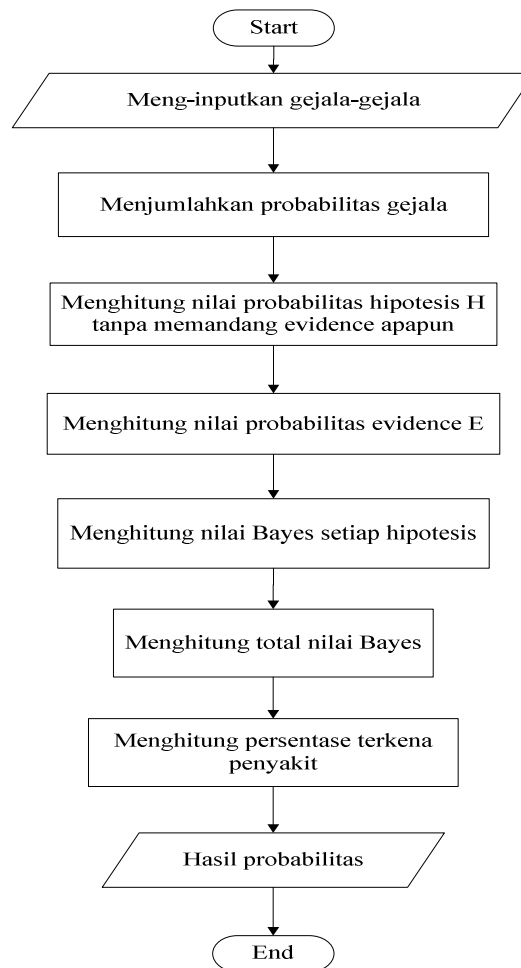 Start
Meng-inputkan gejala-gejala
Menjumlahkan probabilitas gejala
Menghitung nilai probabilitas hipotesis H
tanpa memandang evidence apapun
Menghitung nilai probabilitas evidence E
Menghitung nilai Bayes setiap hipotesis
Menghitung total nilai Bayes
Menghitung persentase terkena
penyakit
Hasil probabilitas
End